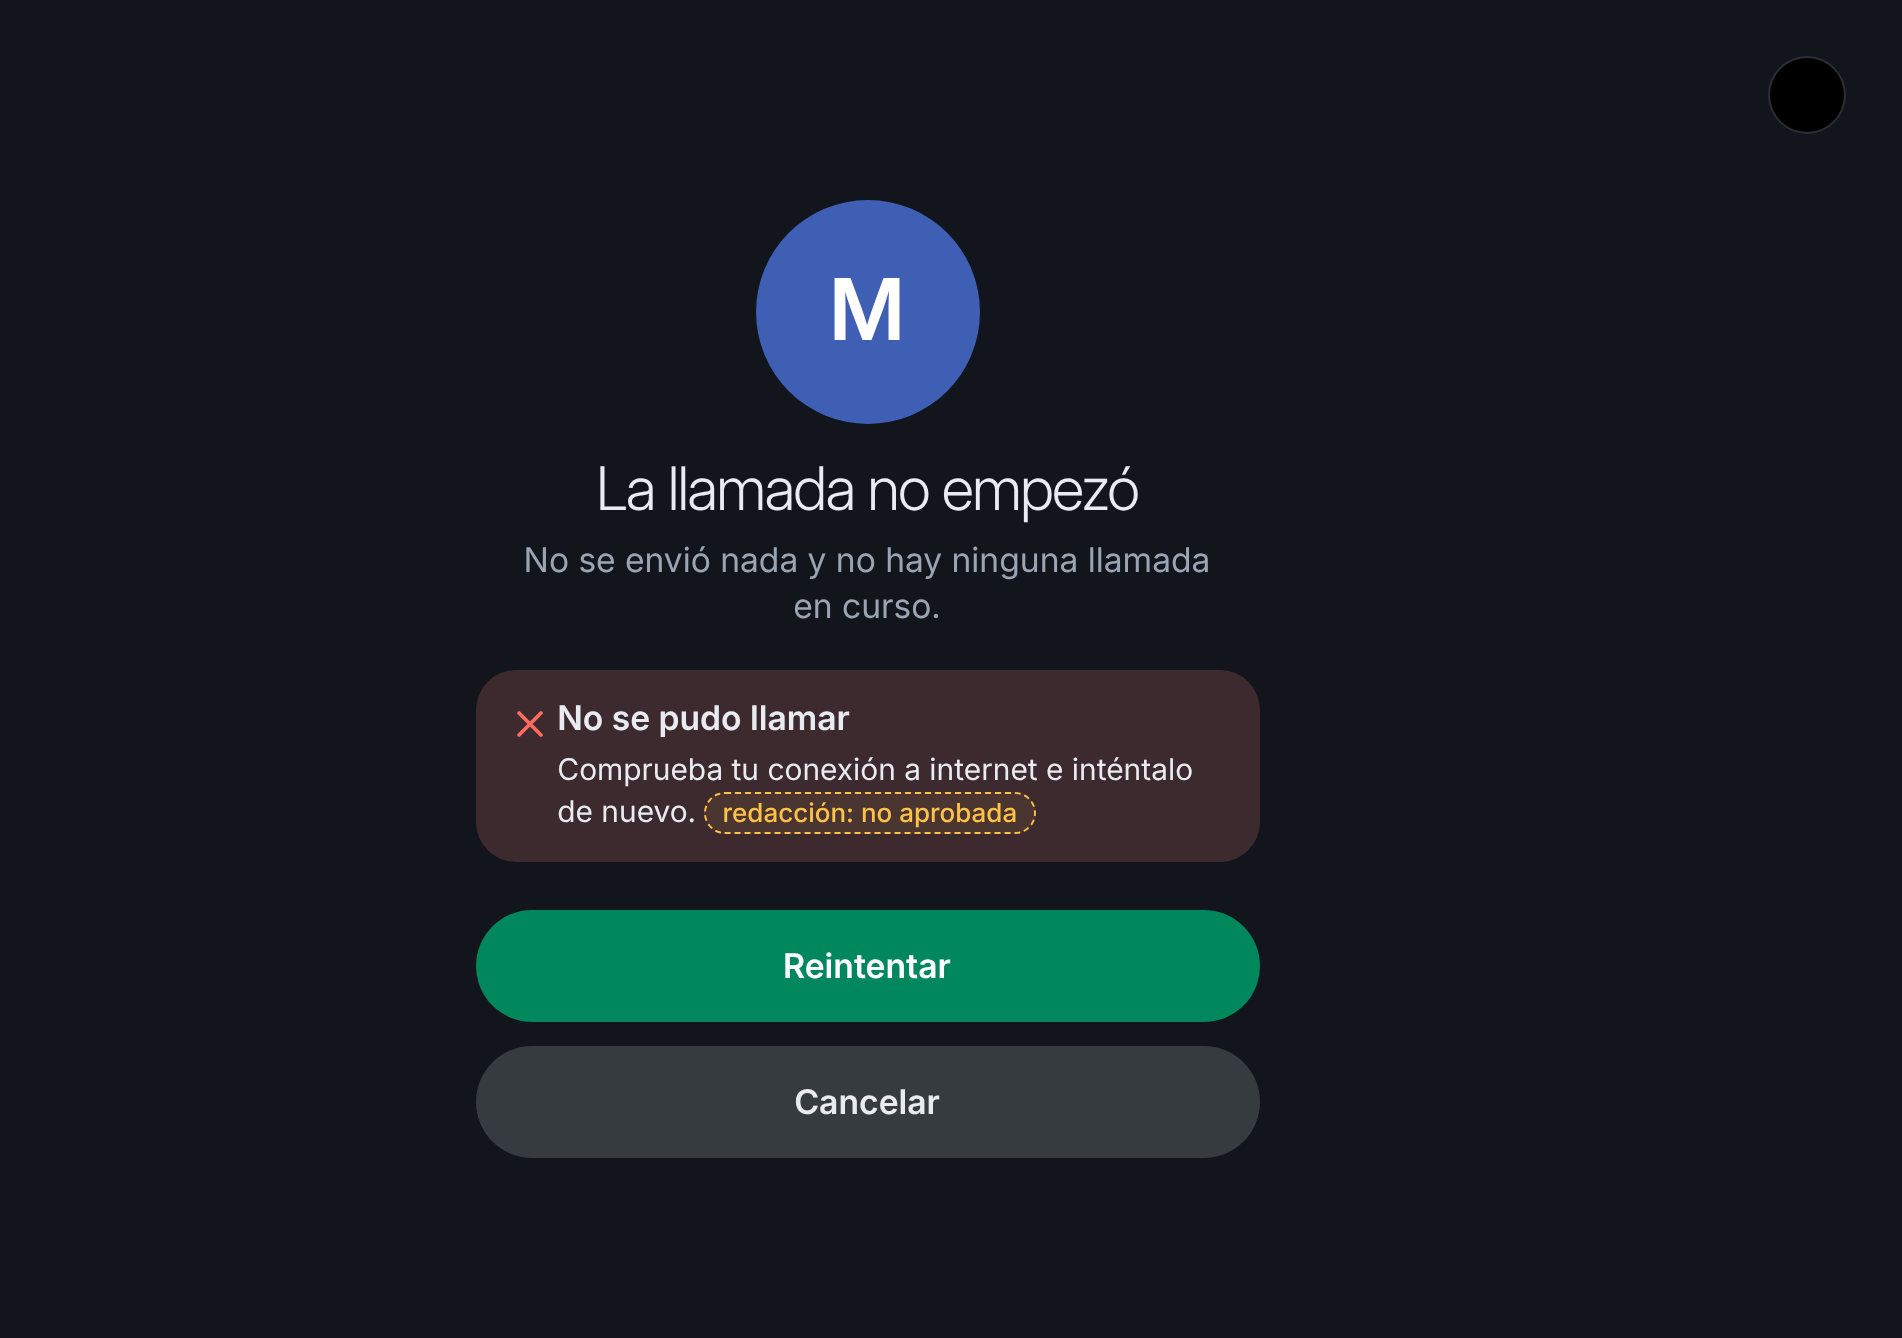 M
La llamada no empezó
No se envió nada y no hay ninguna llamada
en curso.
No se pudo llamar
Comprueba tu conexión a internet e inténtalo
de nuevo. redacción: no aprobada
Reintentar
Cancelar